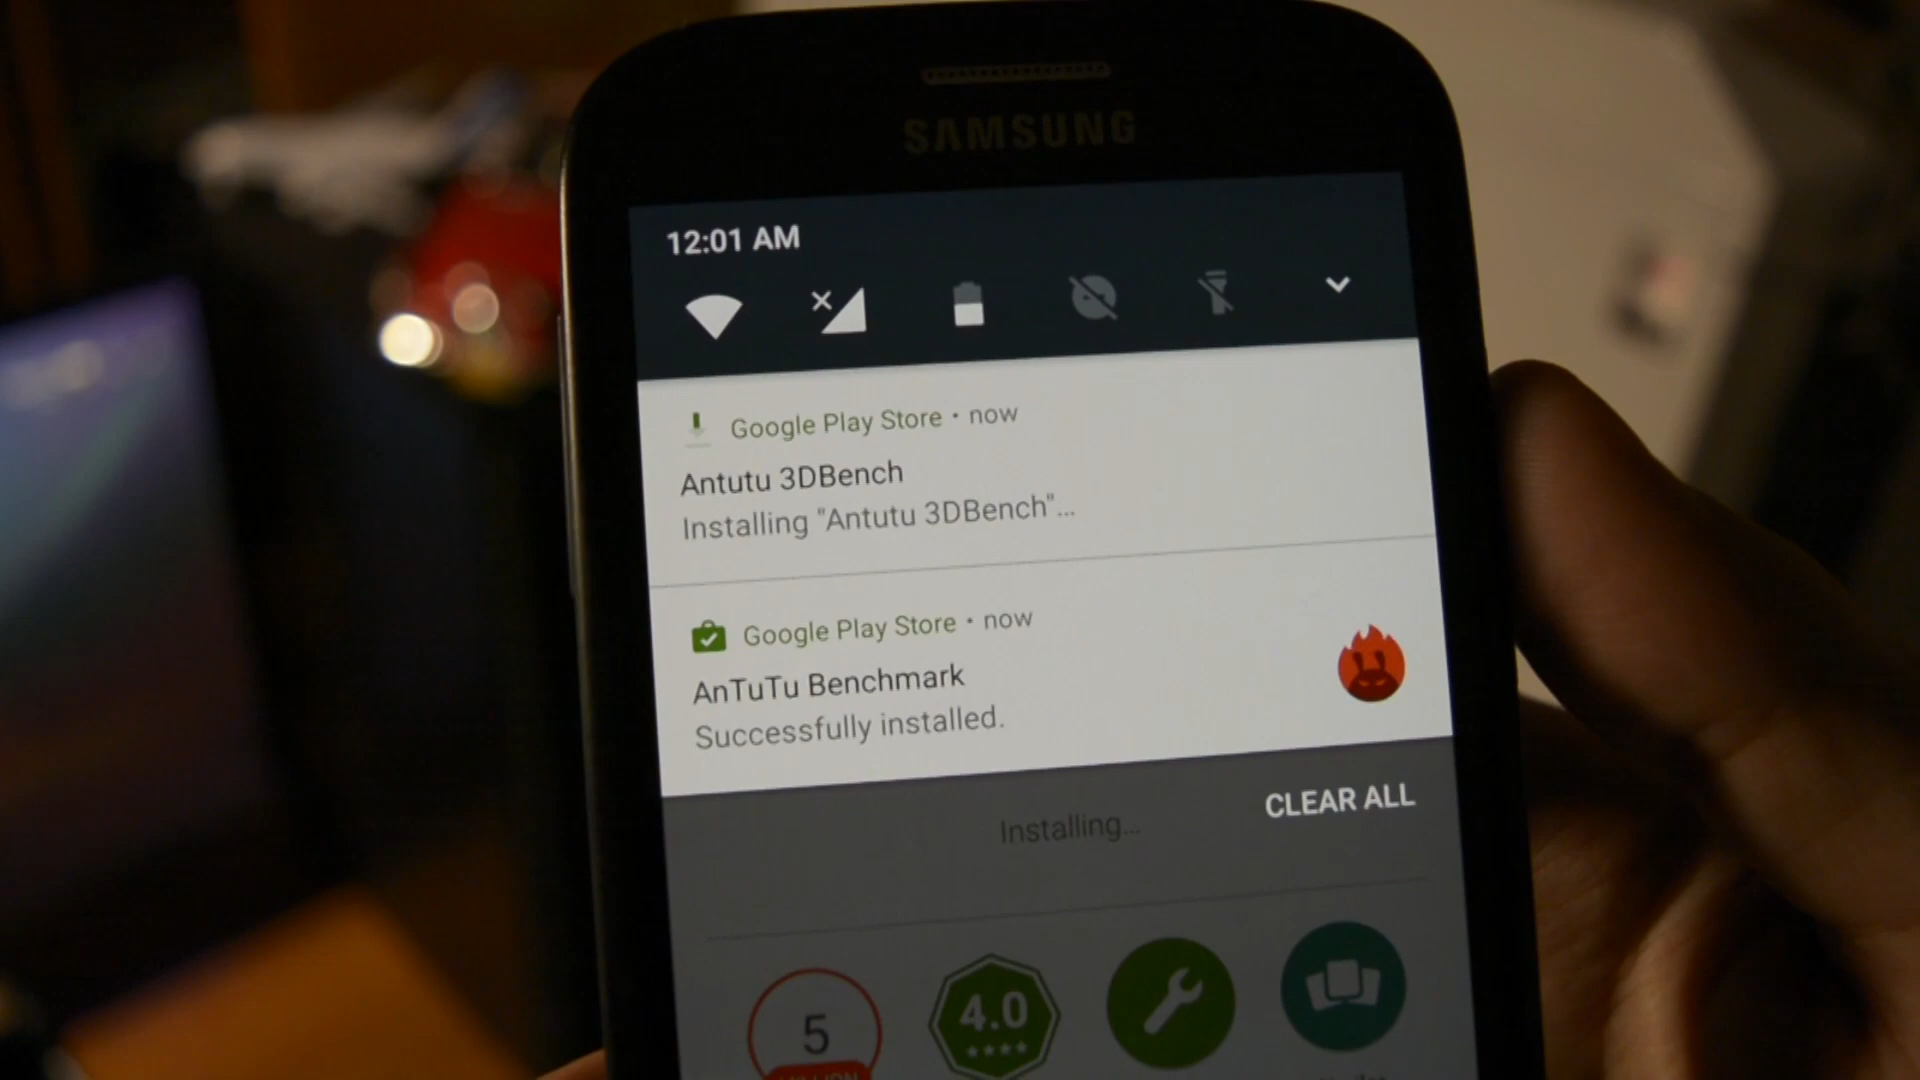 SAMSUNG
12:01 AM
Google Play Store • now
Antutu 3DBench
Installing "Antutu 3DBench"...
Google Play Store • now
AnTuTu Benchmark
Successfully installed.
CLEAR ALL
Installing...
5
4.0